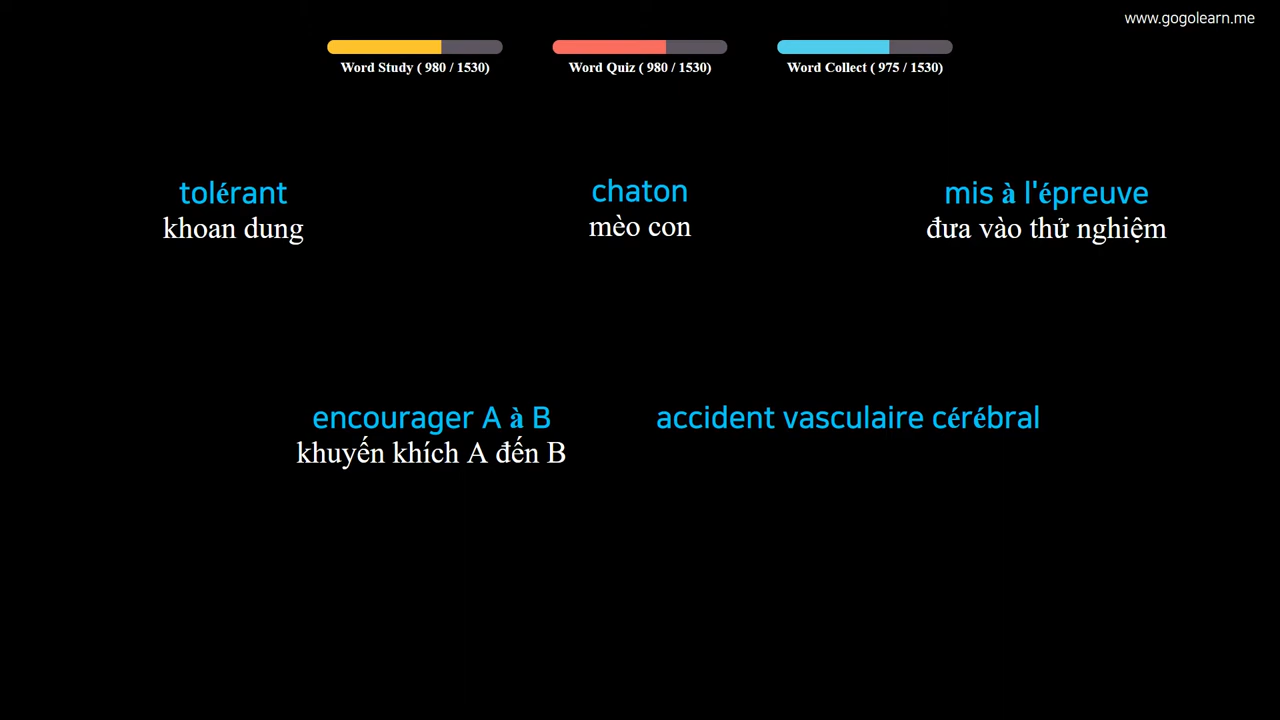 www.gogolearn.me
Word Study ( 980 / 1530)
Word Quiz ( 980 / 1530)
Word Collect ( 975 / 1530)
tolérant
khoan dung
chaton
mèo con
mis à l'épreuve
đưa vào thử nghiệm
encourager A à B
khuyến khích A đến B
accident vasculaire cérébral